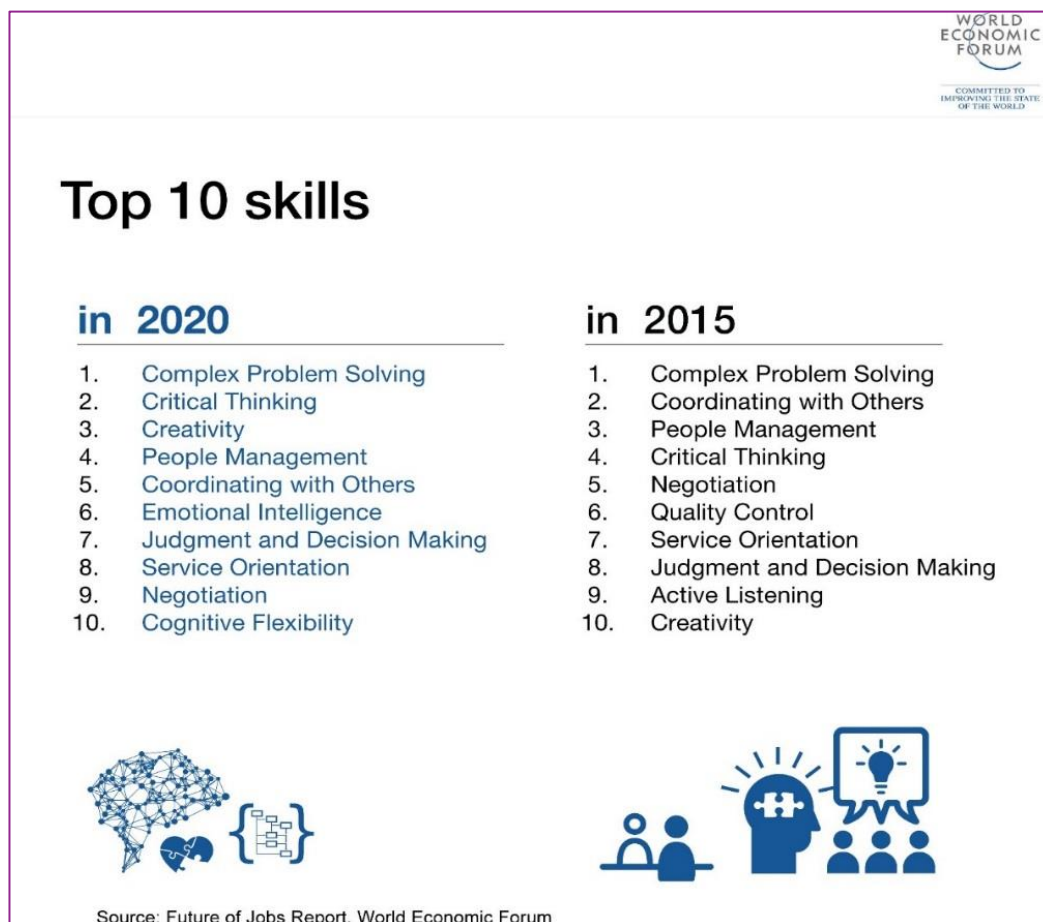 WORLD
ECONOMIC
FORUM
COMMITTED TO
IMPROVING THE STATE
OF THE WORLD
Top 10 skills
in 2020
1. Complex Problem Solving
2. Critical Thinking
3. Creativity
4. People Management
5. Coordinating with Others
6. Emotional Intelligence
7. Judgment and Decision Making
8. Service Orientation
9. Negotiation
10. Cognitive Flexibility
in 2015
1. Complex Problem Solving
2. Coordinating with Others
3. People Management
4. Critical Thinking
5. Negotiation
6. Quality Control
7. Service Orientation
8. Judgment and Decision Making
9. Active Listening
10. Creativity
Source: Future of Jobs Report, World Economic Forum